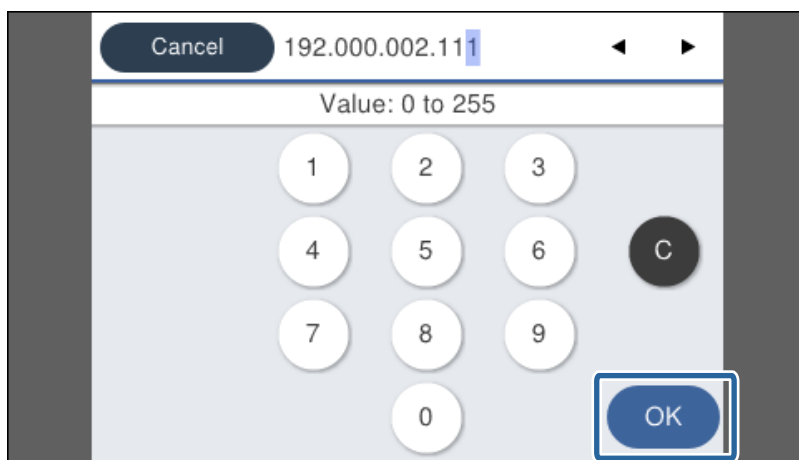 Cancel 192.000.002.111 ◀ ▶
Value: 0 to 255
1 2 3
4 5 6 C
7 8 9
0 OK